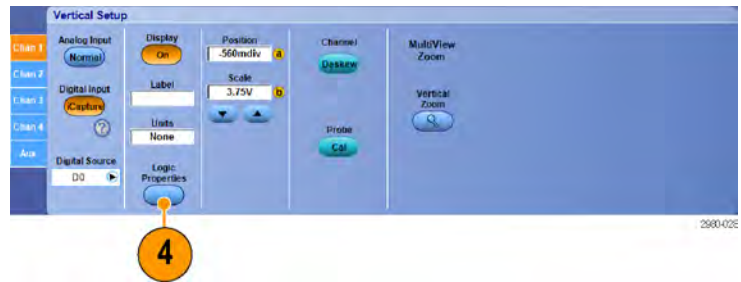 Vertical Setup
Chan 1
Chan 2
Chan 3
Chan 4
Aux
Analog Input
Normal
Digital Input
iCapture
?
Digital Source
D0
Display
On
Label
Units
None
Logic
Properties
Position
-560mdiv
a
Scale
3.75V
b
Channel
Deskew
Probe
Cal
MultiView
Zoom
Vertical
Zoom
4
2980-028